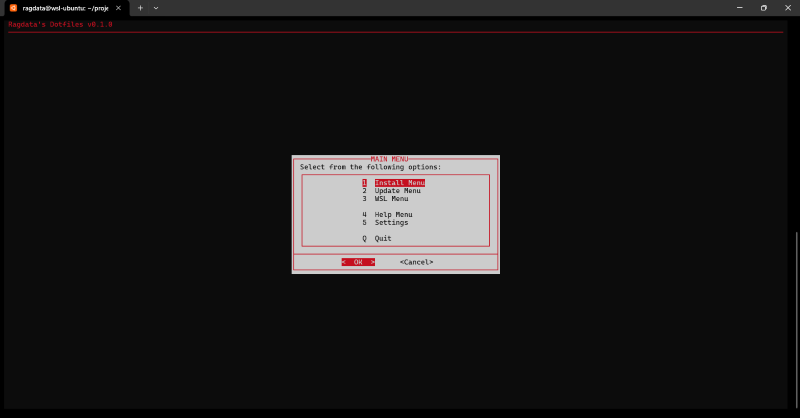 ragdata@wsl-ubuntu: ~/proje
Ragdata's Dotfiles v0.1.0
MAIN MENU
Select from the following options:
1 Install Menu
2 Update Menu
3 WSL Menu
4 Help Menu
5 Settings
Q Quit
< OK > <Cancel>